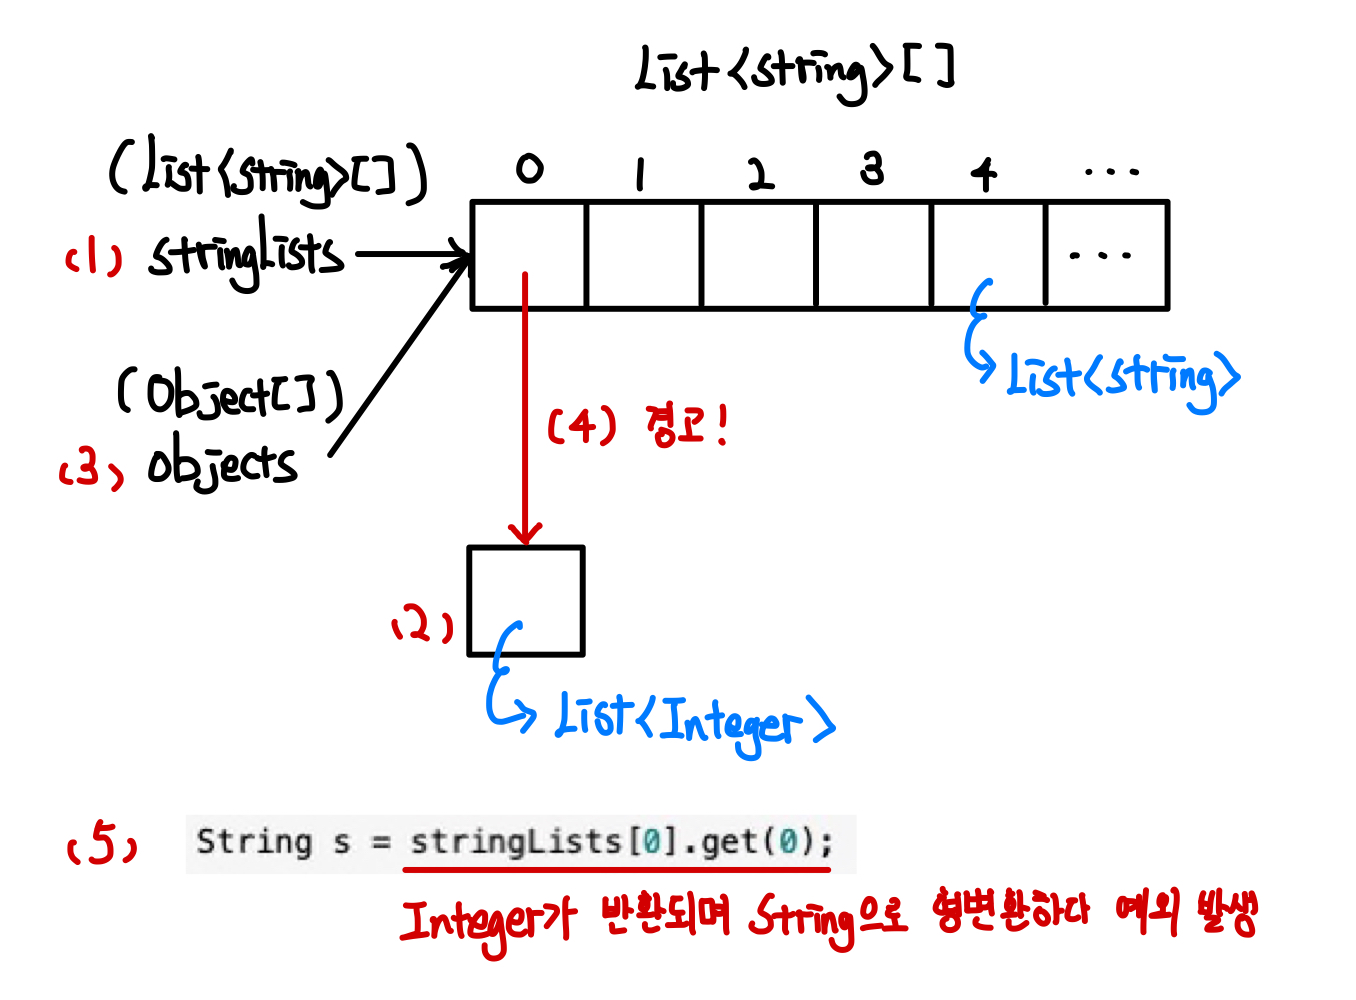 List<string>[]
(List<string>[])
0 1 2 3 4 ...
(1) stringLists
...
List<string>
(Object[])
(4) 경고!
(3) objects
(2)
List<Integer>
(5) String s = stringLists[0].get(0);
Integer가 반환되며 String으로 형변환하다 예외 발생